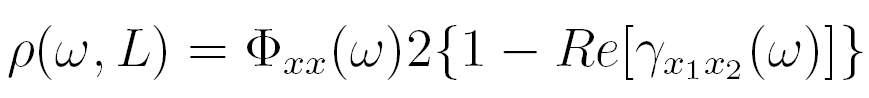 ρ(ω, L) = Φ_{xx}(ω)2{1 − Re[γ_{x_1x_2}(ω)]}